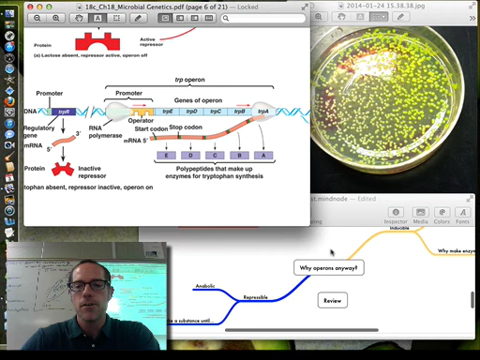 18c_Ch18_Microbial Genetics.pdf (page 6 of 21)
Locked
2014-01-24 15.38.38.jpg
Protein
Active
repressor
(a) Lactose absent, repressor active, operon off
trp operon
Promoter
Promoter
Genes of operon
DNA
trpR
trpE
trpD
trpC
trpB
trpA
Regulatory
gene
RNA
polymerase
Operator
Start codon
Stop codon
mRNA 5'
mRNA 5'
Protein
Inactive
repressor
E
D
C
B
A
Polypeptides that make up
enzymes for tryptophan synthesis
tophan absent, repressor inactive, operon on
st.mindnode — Edited
Inspector
Media
Colors
Fonts
Inducible
Why make enzyme
Why operons anyway?
Anabolic
Repressible
Review
e a substance until